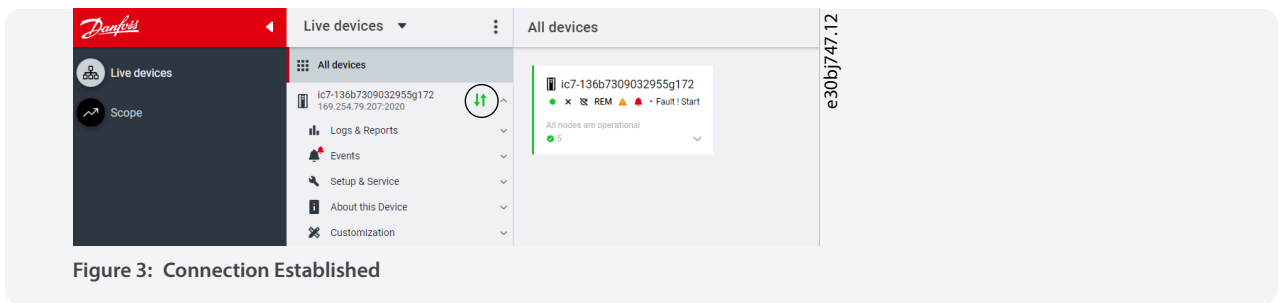 Danfoss
Live devices
Scope
Live devices
All devices
ic7-136b7309032955g172
169.254.79.207:2020
Logs & Reports
Events
Setup & Service
About this Device
Customization
All devices
ic7-136b7309032955g172
REM • Fault ! Start
All nodes are operational
5
e30bj747.12
Figure 3: Connection Established